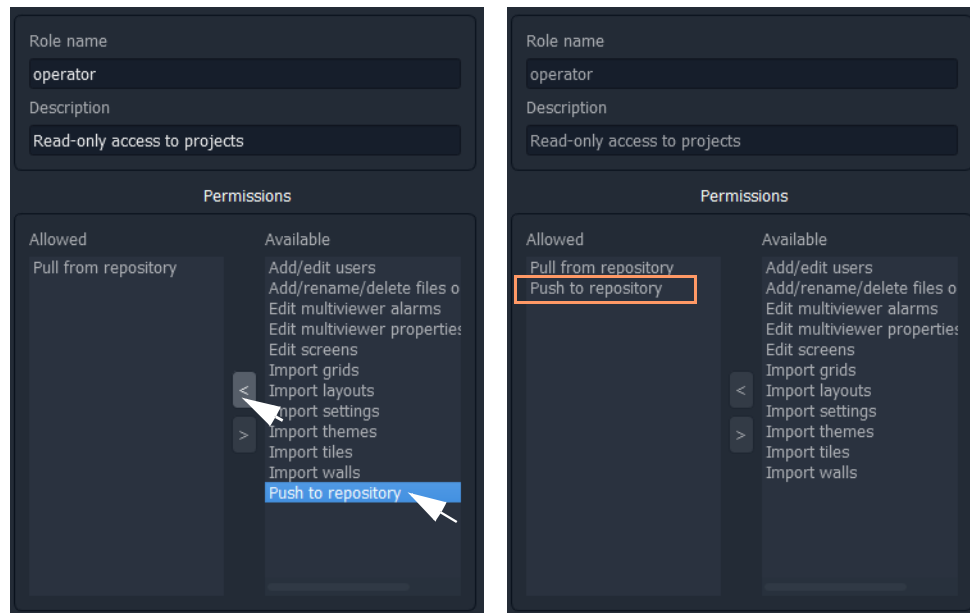 Role name
operator
Description
Read-only access to projects
Permissions
Allowed
Pull from repository
Available
Add/edit users
Add/rename/delete files o
Edit multiviewer alarms
Edit multiviewer properties
Edit screens
Import grids
Import layouts
Import settings
Import themes
Import tiles
Import walls
Push to repository
<
>
Role name
operator
Description
Read-only access to projects
Permissions
Allowed
Pull from repository
Push to repository
Available
Add/edit users
Add/rename/delete files o
Edit multiviewer alarms
Edit multiviewer properties
Edit screens
Import grids
Import layouts
Import settings
Import themes
Import tiles
Import walls
<
>